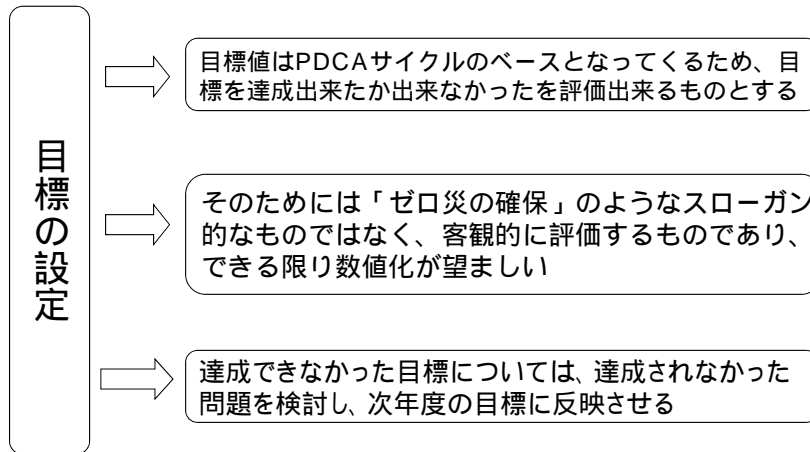 目標の設定
目標値はPDCAサイクルのベースとなってくるため、目
標を達成出来たか出来なかったを評価出来るものとする
そのためには「ゼロ災の確保」のようなスローガン
的なものではなく、客観的に評価するものであり、
できる限り数値化が望ましい
達成できなかった目標については、達成されなかった
問題を検討し、次年度の目標に反映させる